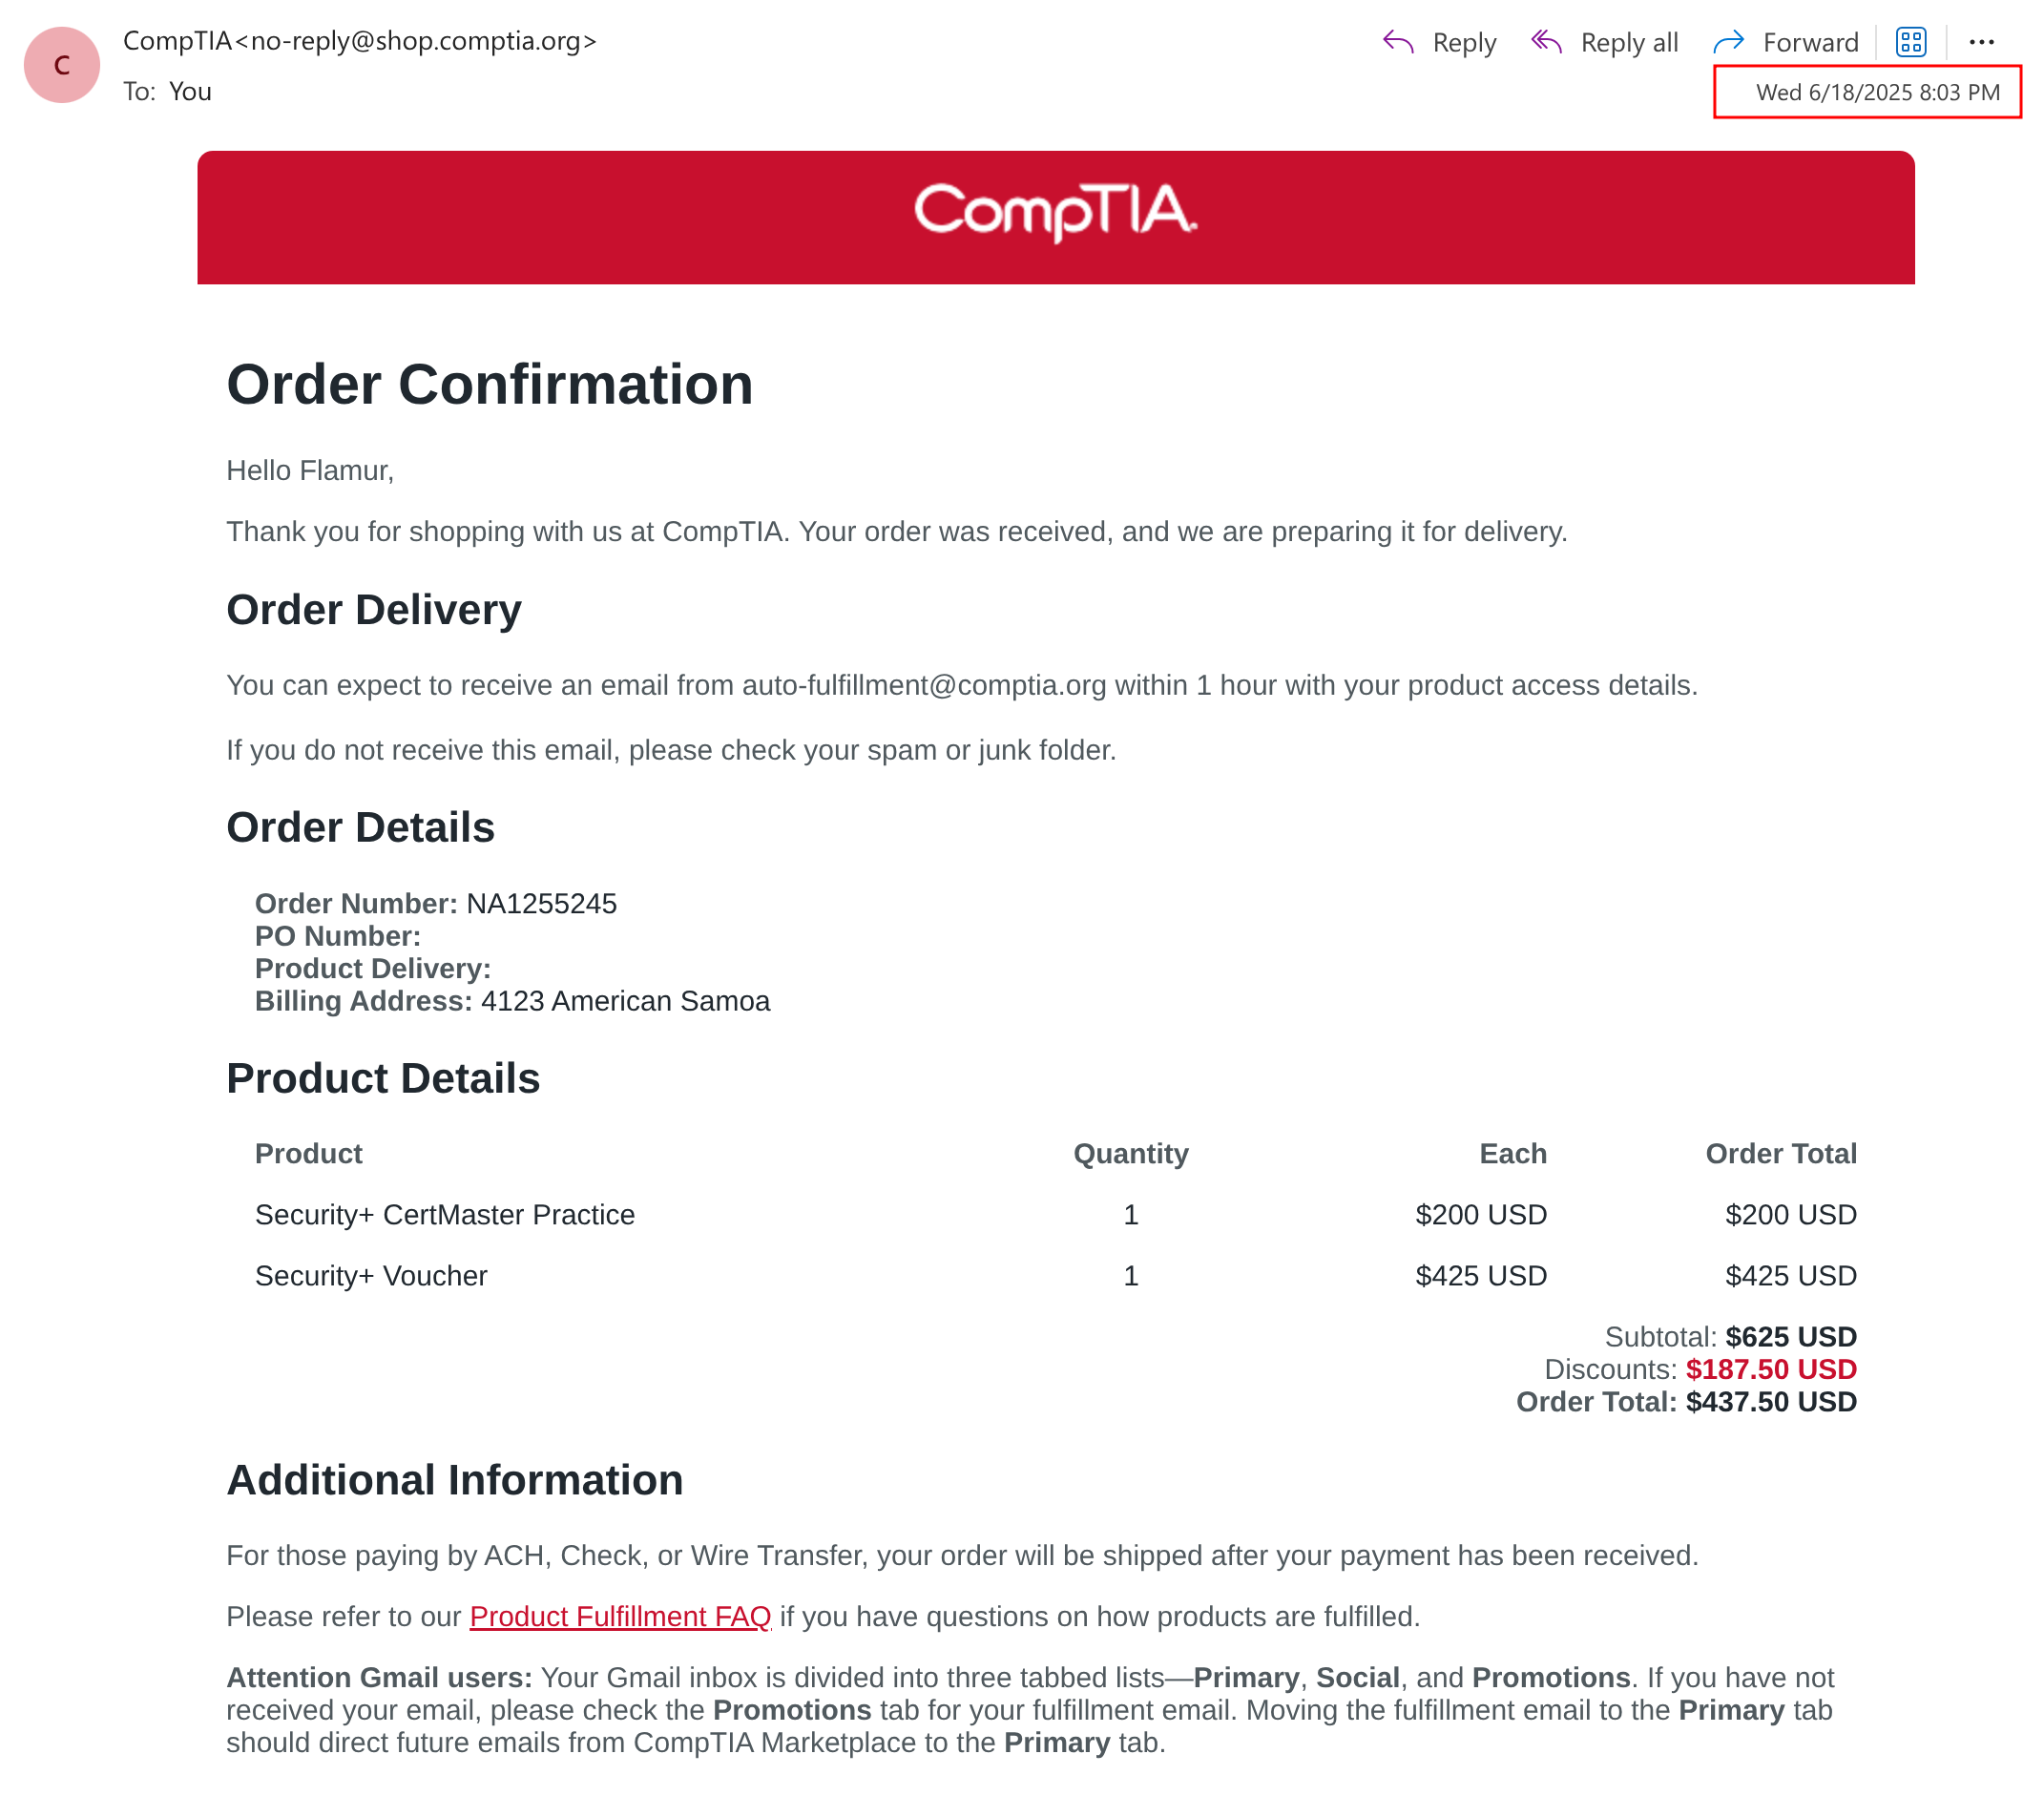 C
CompTIA<no-reply@shop.comptia.org>
To: You
Reply
Reply all
Forward
Wed 6/18/2025 8:03 PM
CompTIA.
Order Confirmation
Hello Flamur,
Thank you for shopping with us at CompTIA. Your order was received, and we are preparing it for delivery.
Order Delivery
You can expect to receive an email from auto-fulfillment@comptia.org within 1 hour with your product access details.
If you do not receive this email, please check your spam or junk folder.
Order Details
Order Number: NA1255245
PO Number:
Product Delivery:
Billing Address: 4123 American Samoa
Product Details
Product Quantity Each Order Total
Security+ CertMaster Practice 1 $200 USD $200 USD
Security+ Voucher 1 $425 USD $425 USD
Subtotal: $625 USD
Discounts: $187.50 USD
Order Total: $437.50 USD
Additional Information
For those paying by ACH, Check, or Wire Transfer, your order will be shipped after your payment has been received.
Please refer to our Product Fulfillment FAQ if you have questions on how products are fulfilled.
Attention Gmail users: Your Gmail inbox is divided into three tabbed lists—Primary, Social, and Promotions. If you have not
received your email, please check the Promotions tab for your fulfillment email. Moving the fulfillment email to the Primary tab
should direct future emails from CompTIA Marketplace to the Primary tab.